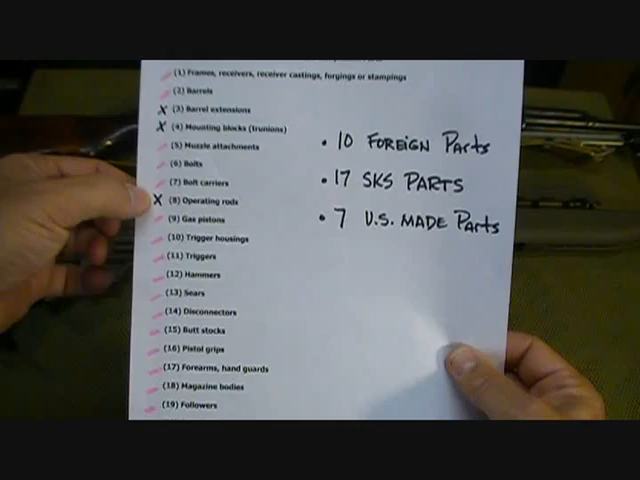 (1) Frames, receivers, receiver castings, forgings or stampings
(2) Barrels
X (3) Barrel extensions
X (4) Mounting blocks (trunions)
(5) Muzzle attachments
(6) Bolts
(7) Bolt carriers
X (8) Operating rods
(9) Gas pistons
(10) Trigger housings
(11) Triggers
(12) Hammers
(13) Sears
(14) Disconnectors
(15) Butt stocks
(16) Pistol grips
(17) Forearms, hand guards
(18) Magazine bodies
(19) Followers
• 10 FOREIGN Parts
• 17 SKS PARTS
• 7 U.S. MADE Parts